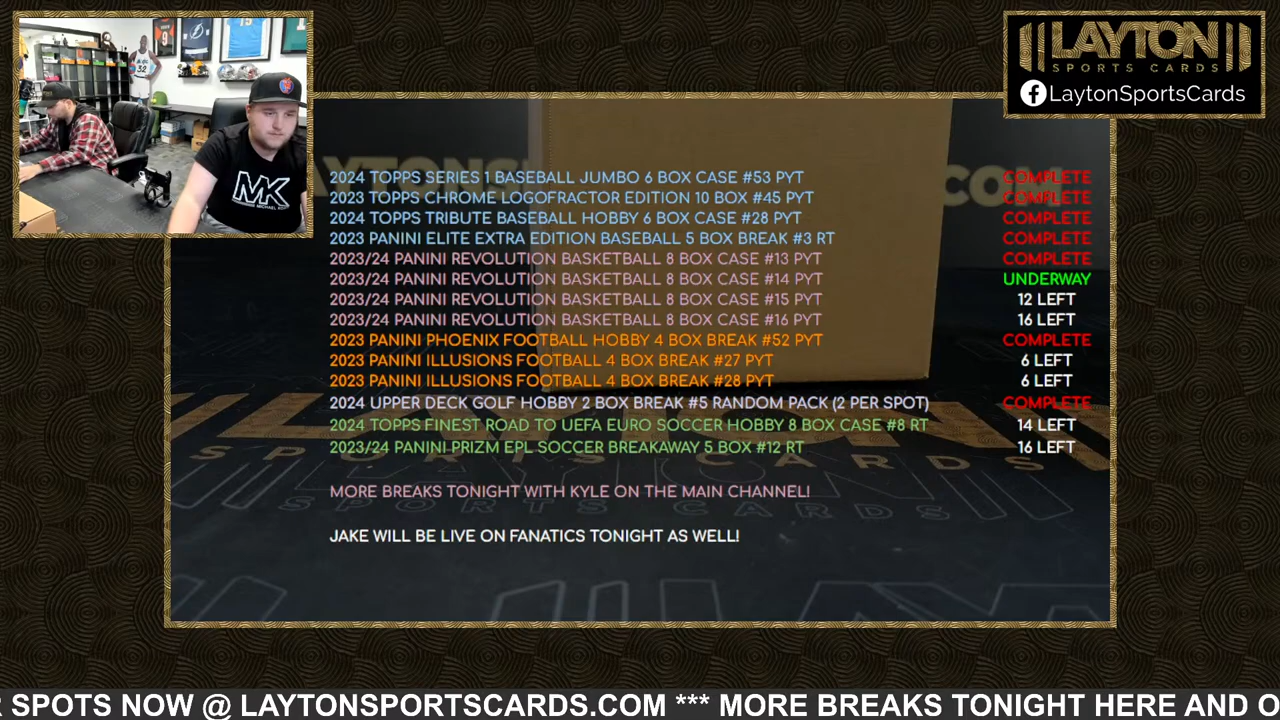 LAYTON
SPORTS CARDS
LaytonSportsCards
2024 TOPPS SERIES 1 BASEBALL JUMBO 6 BOX CASE #53 PYT COMPLETE
2023 TOPPS CHROME LOGOFRACTOR EDITION 10 BOX #45 PYT COMPLETE
2024 TOPPS TRIBUTE BASEBALL HOBBY 6 BOX CASE #28 PYT COMPLETE
2023 PANINI ELITE EXTRA EDITION BASEBALL 5 BOX BREAK #3 RT COMPLETE
2023/24 PANINI REVOLUTION BASKETBALL 8 BOX CASE #13 PYT COMPLETE
2023/24 PANINI REVOLUTION BASKETBALL 8 BOX CASE #14 PYT UNDERWAY
2023/24 PANINI REVOLUTION BASKETBALL 8 BOX CASE #15 PYT 12 LEFT
2023/24 PANINI REVOLUTION BASKETBALL 8 BOX CASE #16 PYT 16 LEFT
2023 PANINI PHOENIX FOOTBALL HOBBY 4 BOX BREAK #52 PYT COMPLETE
2023 PANINI ILLUSIONS FOOTBALL 4 BOX BREAK #27 PYT 6 LEFT
2023 PANINI ILLUSIONS FOOTBALL 4 BOX BREAK #28 PYT 6 LEFT
2024 UPPER DECK GOLF HOBBY 2 BOX BREAK #5 RANDOM PACK (2 PER SPOT) COMPLETE
2024 TOPPS FINEST ROAD TO UEFA EURO SOCCER HOBBY 8 BOX CASE #8 RT 14 LEFT
2023/24 PANINI PRIZM EPL SOCCER BREAKAWAY 5 BOX #12 RT 16 LEFT
MORE BREAKS TONIGHT WITH KYLE ON THE MAIN CHANNEL!
JAKE WILL BE LIVE ON FANATICS TONIGHT AS WELL!
MK
R SPOTS NOW @ LAYTONSPORTSCARDS.COM *** MORE BREAKS TONIGHT HERE AND O